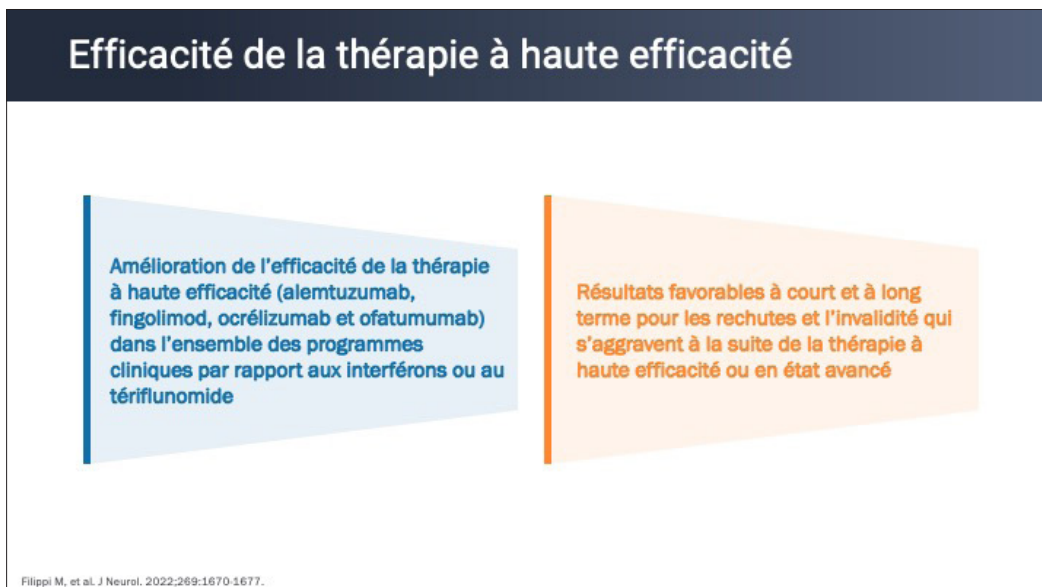 Efficacité de la thérapie à haute efficacité
Amélioration de l'efficacité de la thérapie
à haute efficacité (alemtuzumab,
fingolimod, ocrélizumab et ofatumumab)
dans l'ensemble des programmes
cliniques par rapport aux interférons ou au
tériflunomide
Résultats favorables à court et à long
terme pour les rechutes et l'invalidité qui
s'aggravent à la suite de la thérapie à
haute efficacité ou en état avancé
Filippi M, et al. J Neurol. 2022;269:1670-1677.